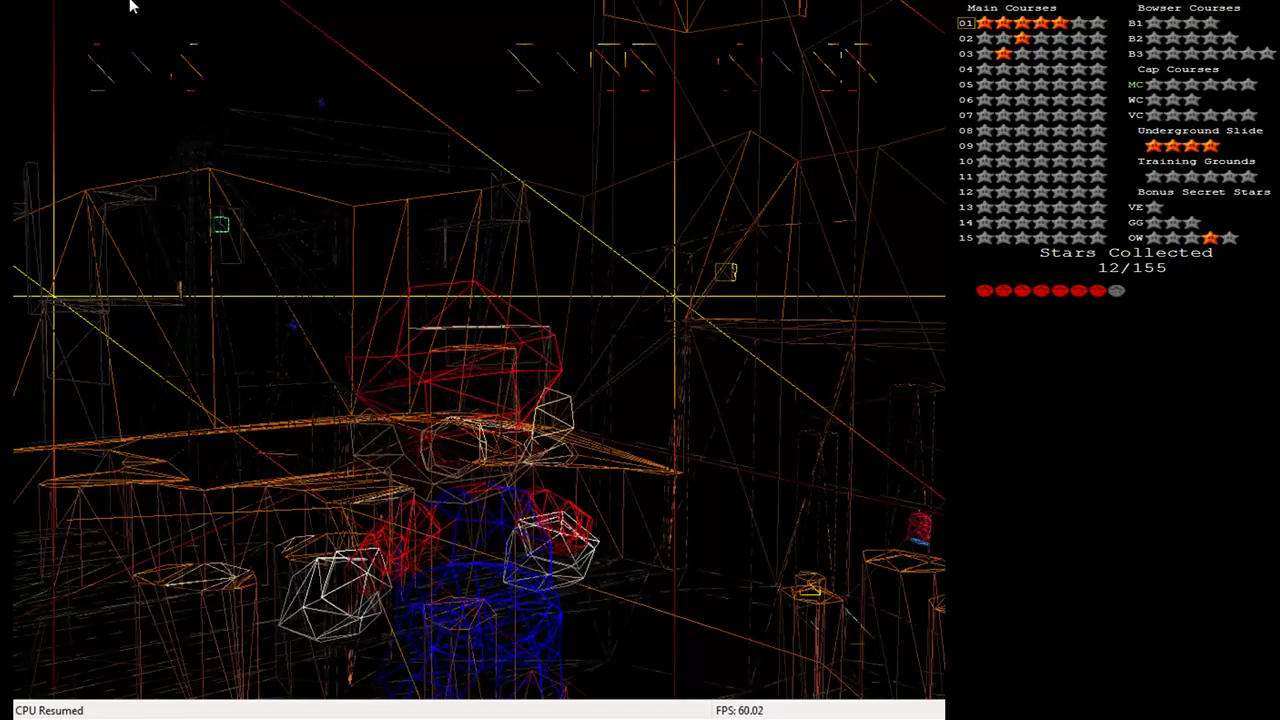 Main Courses
01
02
03
04
05
06
07
08
09
10
11
12
13
14
15
Bowser Courses
B1
B2
B3
Cap Courses
MC
WC
VC
Underground Slide
Training Grounds
Bonus Secret Stars
VE
GG
OW
Stars Collected
12/155
CPU Resumed
FPS: 60.02